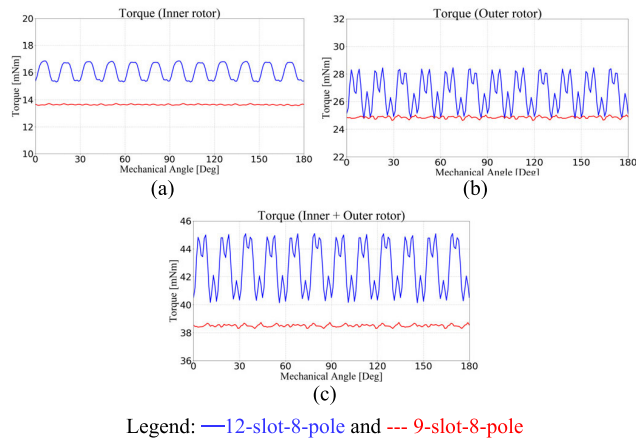 Torque (Inner rotor)
20
18
16
14
12
10
Torque [mNm]
0 30 60 90 120 150 180
Mechanical Angle [Deg]
(a)
Torque (Outer rotor)
32
30
28
26
24
22
Torque [mNm]
0 30 60 90 120 150 180
Mechanical Angle [Deg]
(b)
Torque (Inner + Outer rotor)
46
44
42
40
38
36
Torque [mNm]
0 30 60 90 120 150 180
Mechanical Angle [Deg]
(c)
Legend: —12-slot-8-pole and --- 9-slot-8-pole